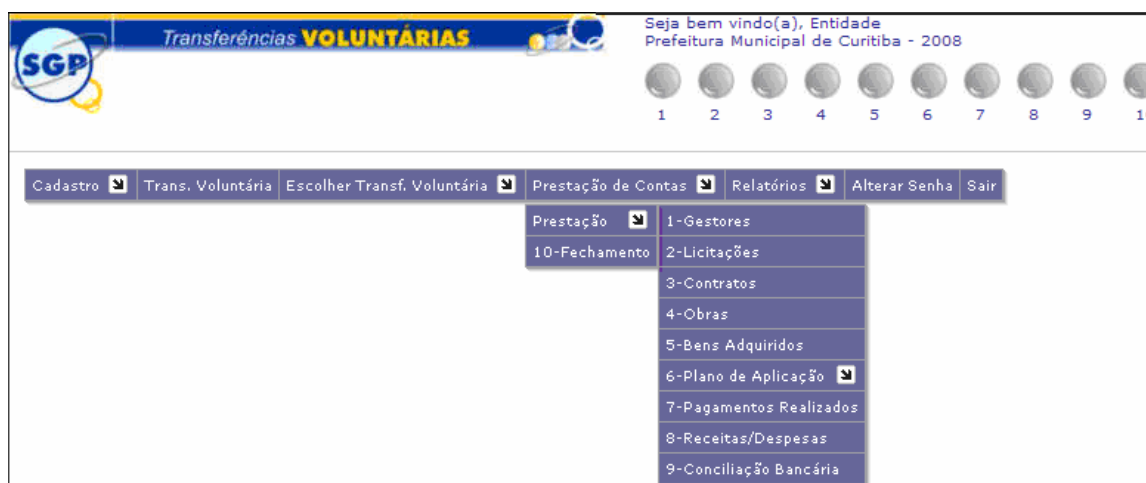 SGP
Transferências VOLUNTÁRIAS
Seja bem vindo(a), Entidade
Prefeitura Municipal de Curitiba - 2008
1 2 3 4 5 6 7 8 9
Cadastro Trans. Voluntária Escolher Transf. Voluntária Prestação de Contas Relatórios Alterar Senha Sair
Prestação
10-Fechamento
1-Gestores
2-Licitações
3-Contratos
4-Obras
5-Bens Adquiridos
6-Plano de Aplicação
7-Pagamentos Realizados
8-Receitas/Despesas
9-Conciliação Bancária